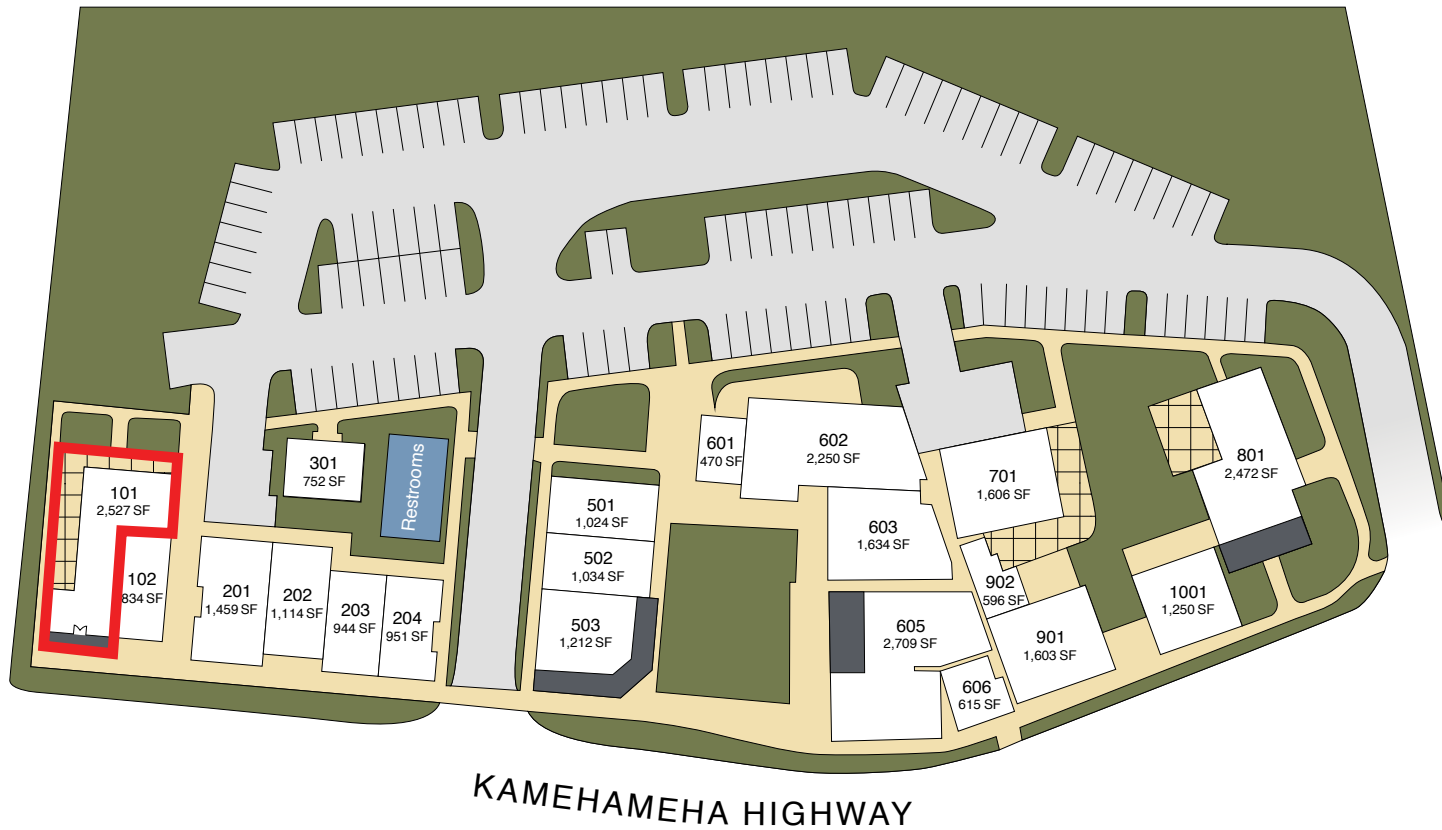 101
2,527 SF
102
834 SF
201
1,459 SF
202
1,114 SF
203
944 SF
204
951 SF
301
752 SF
Restrooms
501
1,024 SF
502
1,034 SF
503
1,212 SF
601
470 SF
602
2,250 SF
603
1,634 SF
605
2,709 SF
606
615 SF
701
1,606 SF
801
2,472 SF
901
1,603 SF
902
596 SF
1001
1,250 SF
KAMEHAMEHA HIGHWAY